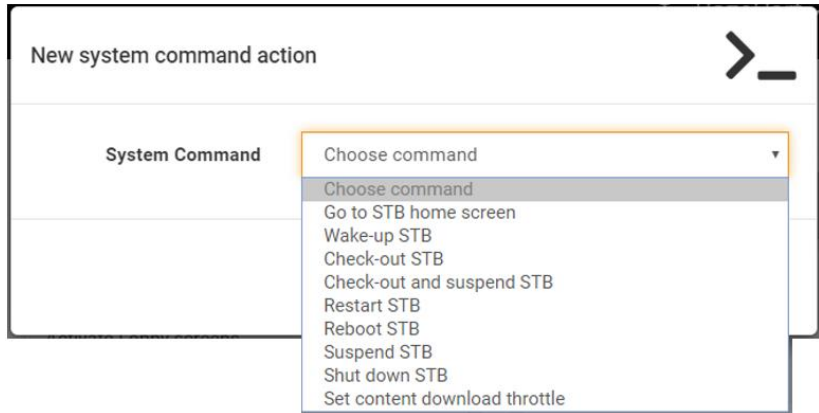 New system command action
System Command
Choose command
Choose command
Go to STB home screen
Wake-up STB
Check-out STB
Check-out and suspend STB
Restart STB
Reboot STB
Suspend STB
Shut down STB
Set content download throttle